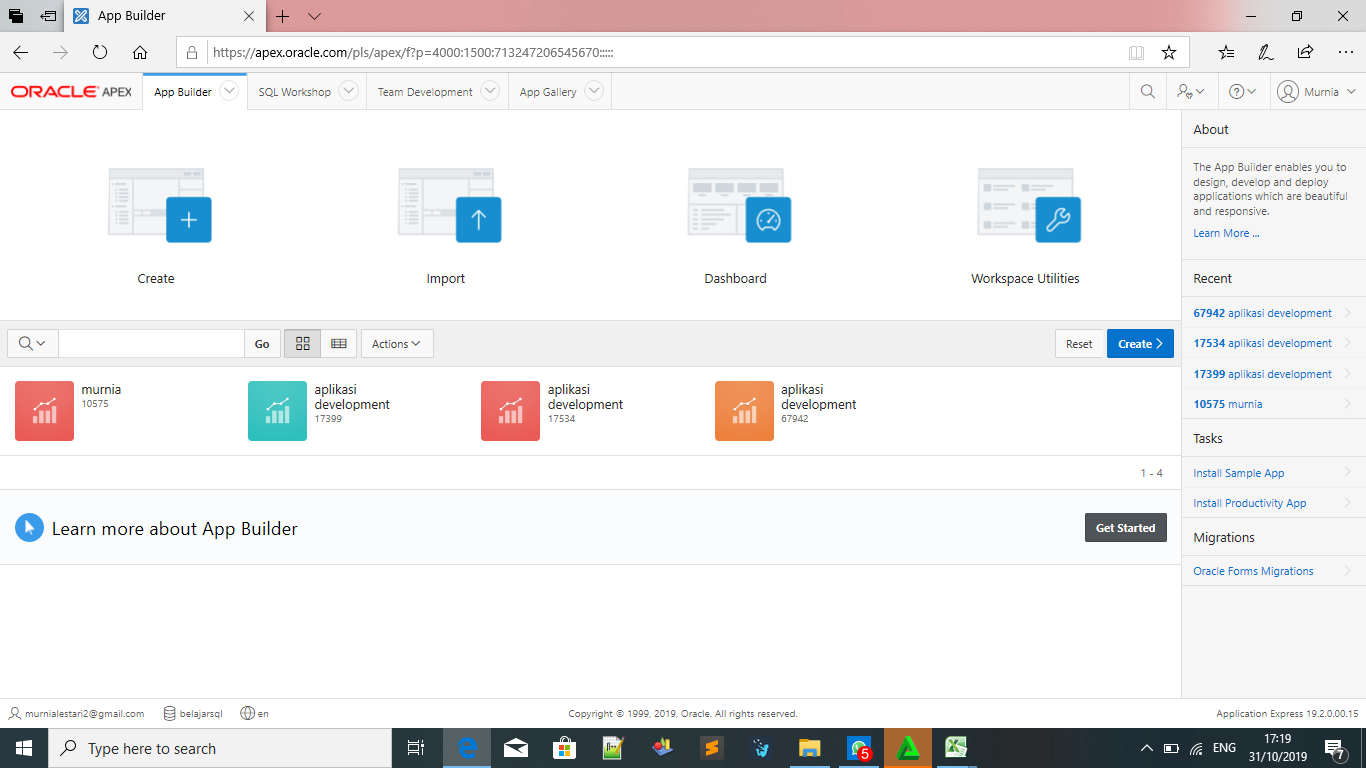 App Builder
https://apex.oracle.com/pls/apex/f?p=4000:1500:713247206545670:::::
ORACLE APEX
App Builder
SQL Workshop
Team Development
App Gallery
Murnia
Create
Import
Dashboard
Workspace Utilities
About
The App Builder enables you to
design, develop and deploy
applications which are beautiful
and responsive.
Learn More ...
Recent
67942 aplikasi development
17534 aplikasi development
17399 aplikasi development
10575 murnia
Tasks
Install Sample App
Install Productivity App
Migrations
Oracle Forms Migrations
Go
Actions
Reset
Create
murnia
10575
aplikasi
development
17399
aplikasi
development
17534
aplikasi
development
67942
1 - 4
Learn more about App Builder
Get Started
murnialestari2@gmail.com
belajarsql
en
Copyright © 1999, 2019, Oracle. All rights reserved.
Application Express 19.2.0.00.15
Type here to search
5
ENG
17:19
31/10/2019
7